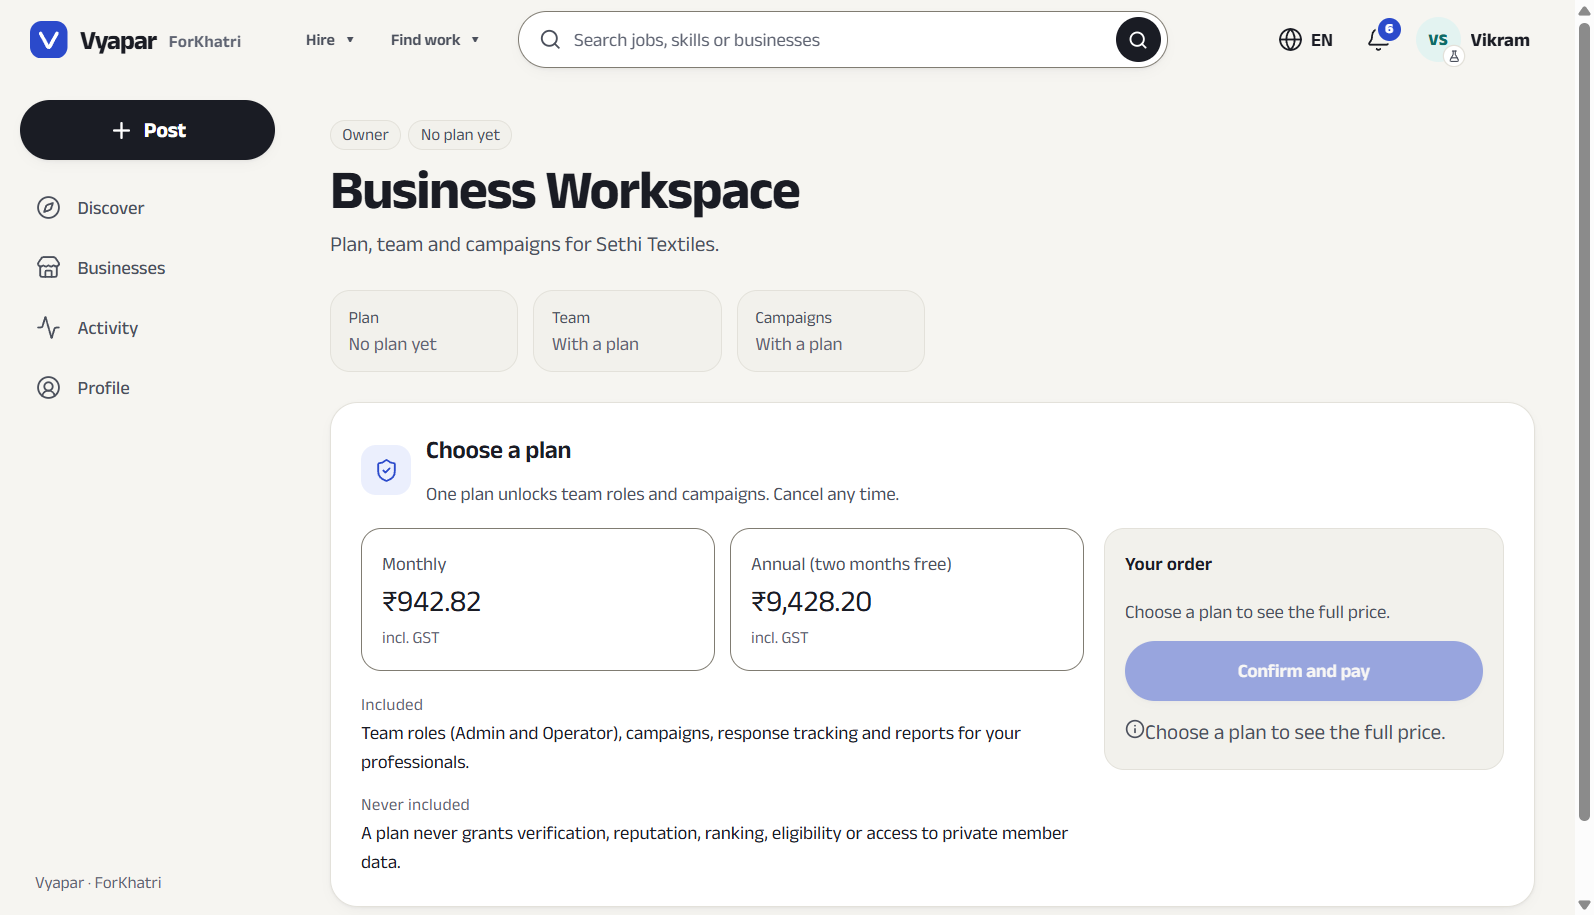 Vyapar ForKhatri
Hire
Find work
Search jobs, skills or businesses
EN
6
VS
Vikram
+ Post
Discover
Businesses
Activity
Profile
Vyapar · ForKhatri
Owner
No plan yet
Business Workspace
Plan, team and campaigns for Sethi Textiles.
Plan
No plan yet
Team
With a plan
Campaigns
With a plan
Choose a plan
One plan unlocks team roles and campaigns. Cancel any time.
Monthly
₹942.82
incl. GST
Annual (two months free)
₹9,428.20
incl. GST
Included
Team roles (Admin and Operator), campaigns, response tracking and reports for your
professionals.
Never included
A plan never grants verification, reputation, ranking, eligibility or access to private member
data.
Your order
Choose a plan to see the full price.
Confirm and pay
Choose a plan to see the full price.